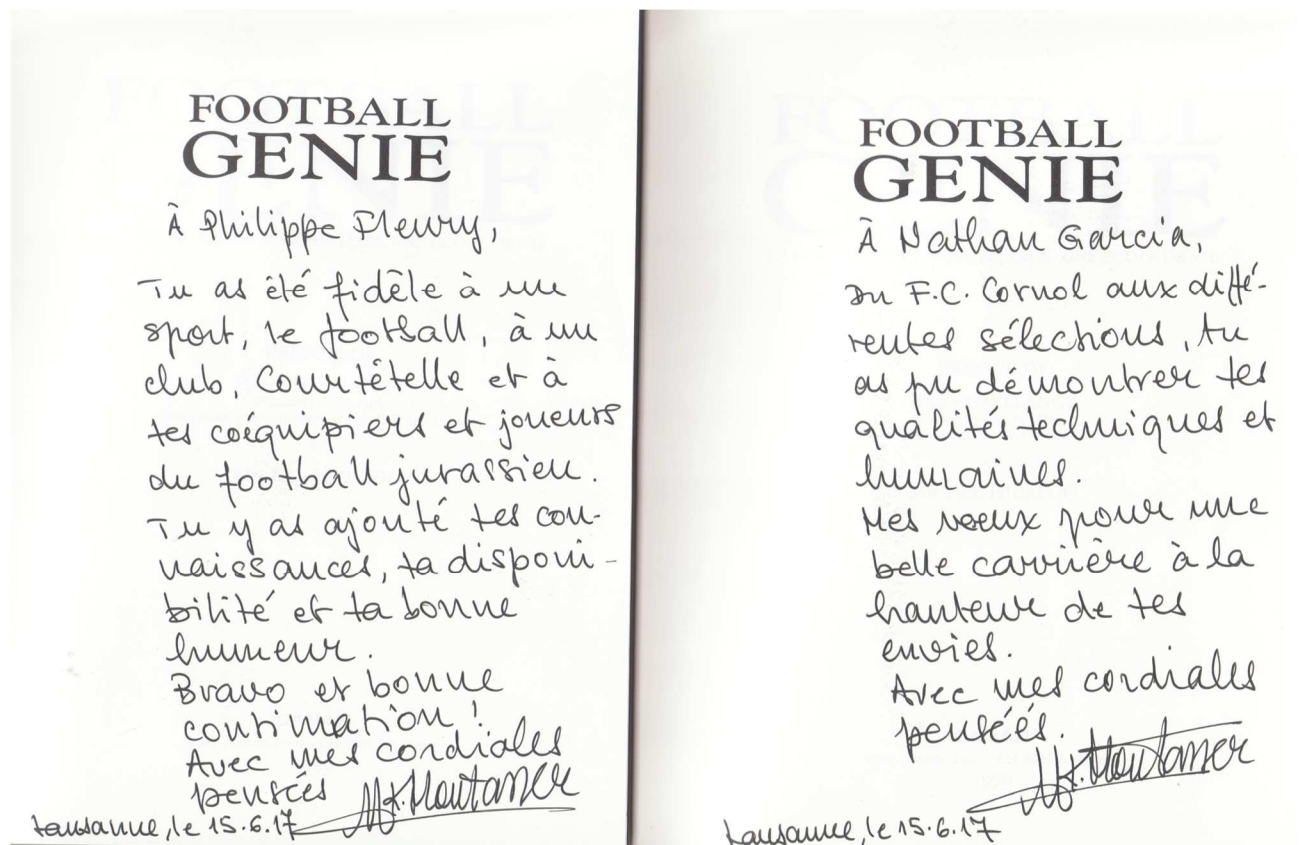 FOOTBALL
GENIE
À Philippe Fleury,
Tu as été fidèle à un
sport, le football, à un
club, Courtételle et à
tes coéquipiers et joueurs
du football jurassien.
Tu y as ajouté tes con-
naissances, ta disponi-
bilité et ta bonne
humeur.
Bravo et bonne
continuation !
Avec mes cordiales
pensées
Lausanne, le 15.6.17
FOOTBALL
GENIE
À Nathan Garcia,
Du F.C. Cornol aux diffé-
rentes sélections, tu
as pu démontrer tes
qualités techniques et
humaines.
Mes voeux pour une
belle carrière à la
hauteur de tes
envies.
Avec mes cordiales
pensées.
Lausanne, le 15.6.17